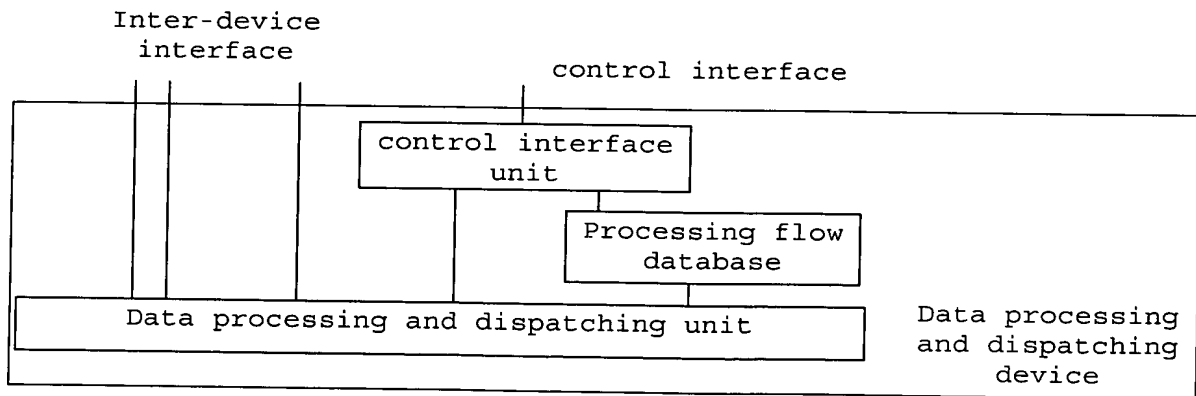 Inter-device
interface
control interface
control interface
unit
Processing flow
database
Data processing and dispatching unit
Data processing
and dispatching
device